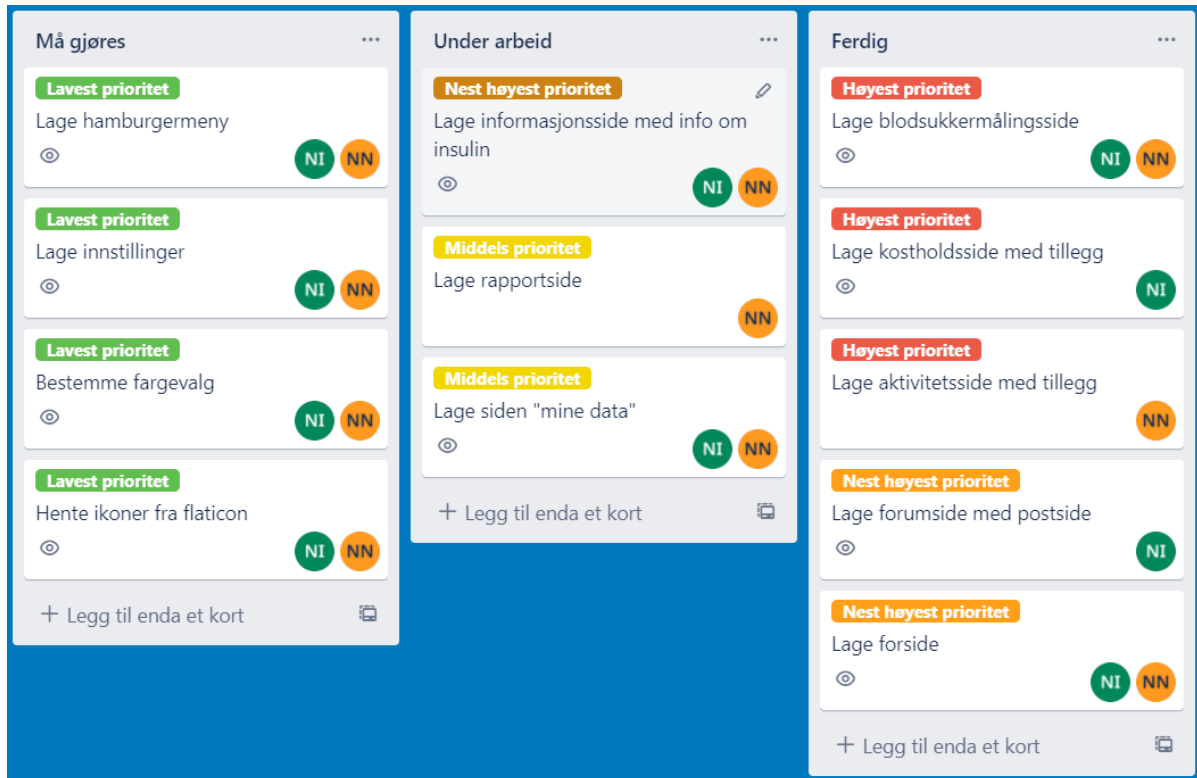 Må gjøres
Lavest prioritet
Lage hamburgermeny
NI NN
Lavest prioritet
Lage innstillinger
NI NN
Lavest prioritet
Bestemme fargevalg
NI NN
Lavest prioritet
Hente ikoner fra flaticon
NI NN
+ Legg til enda et kort
Under arbeid
Nest høyest prioritet
Lage informasjonsside med info om
insulin
NI NN
Middels prioritet
Lage rapportside
NN
Middels prioritet
Lage siden "mine data"
NI NN
+ Legg til enda et kort
Ferdig
Høyest prioritet
Lage blodsukkermålingsside
NI NN
Høyest prioritet
Lage kostholdsside med tillegg
NI
Høyest prioritet
Lage aktivitetsside med tillegg
NN
Nest høyest prioritet
Lage forumside med postside
NI
Nest høyest prioritet
Lage forside
NI NN
+ Legg til enda et kort